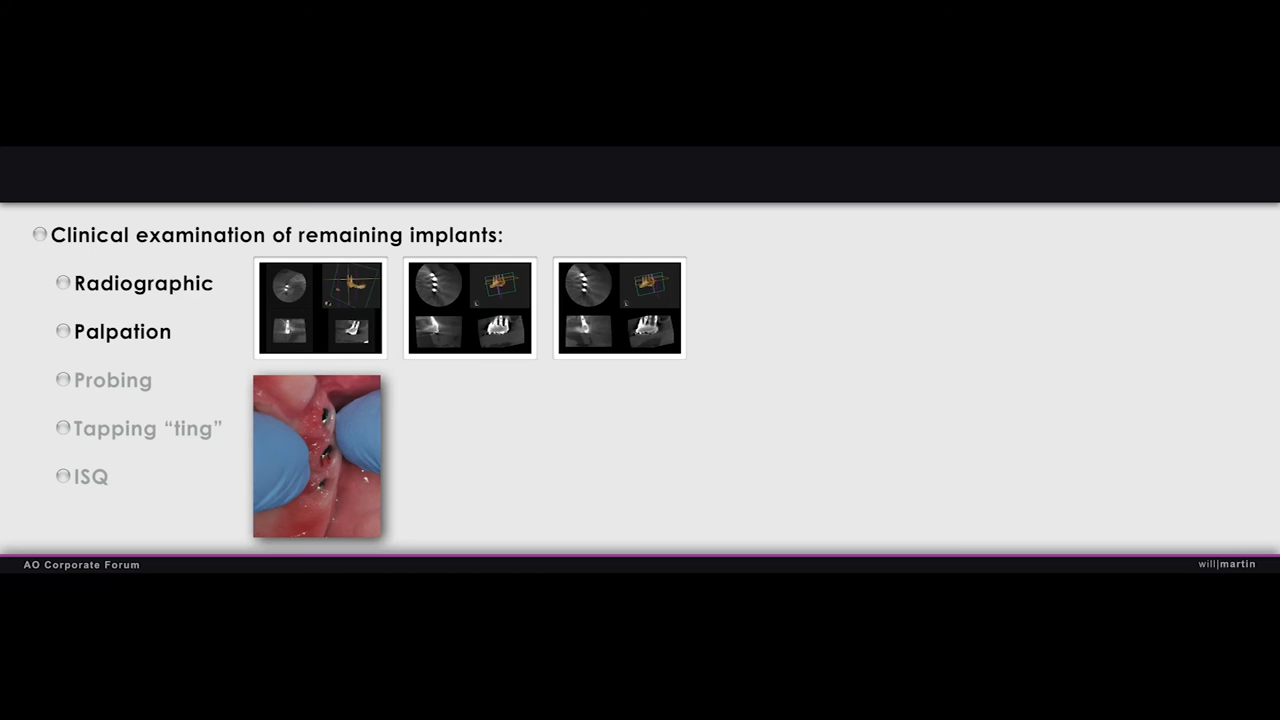 Clinical examination of remaining implants:
Radiographic
Palpation
Probing
Tapping “ting”
ISQ
AO Corporate Forum
will|martin